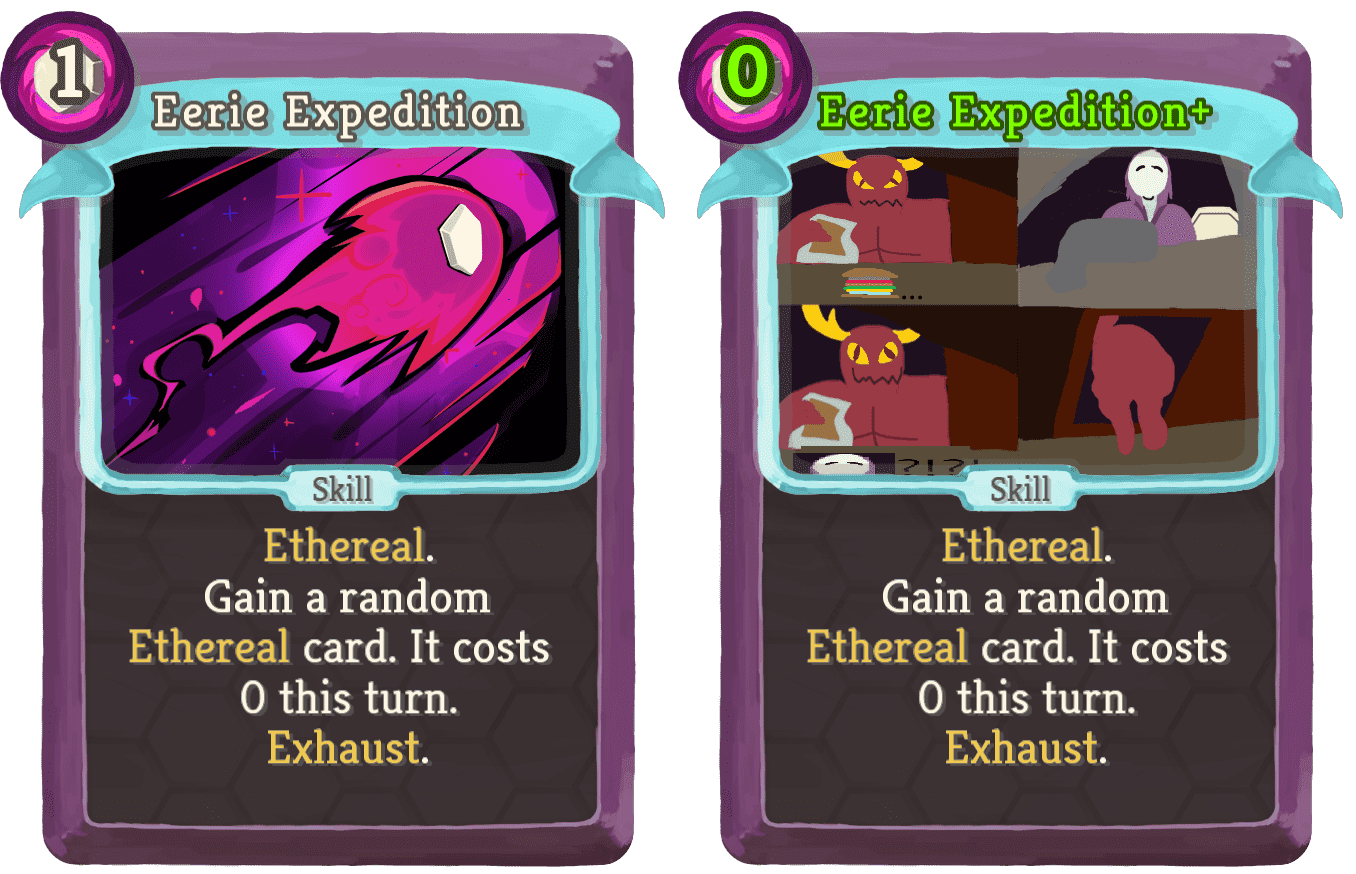 1
Eerie Expedition
Skill
Ethereal.
Gain a random
Ethereal card. It costs
0 this turn.
Exhaust.
0
Eerie Expedition+
...
?!?!
Skill
Ethereal.
Gain a random
Ethereal card. It costs
0 this turn.
Exhaust.